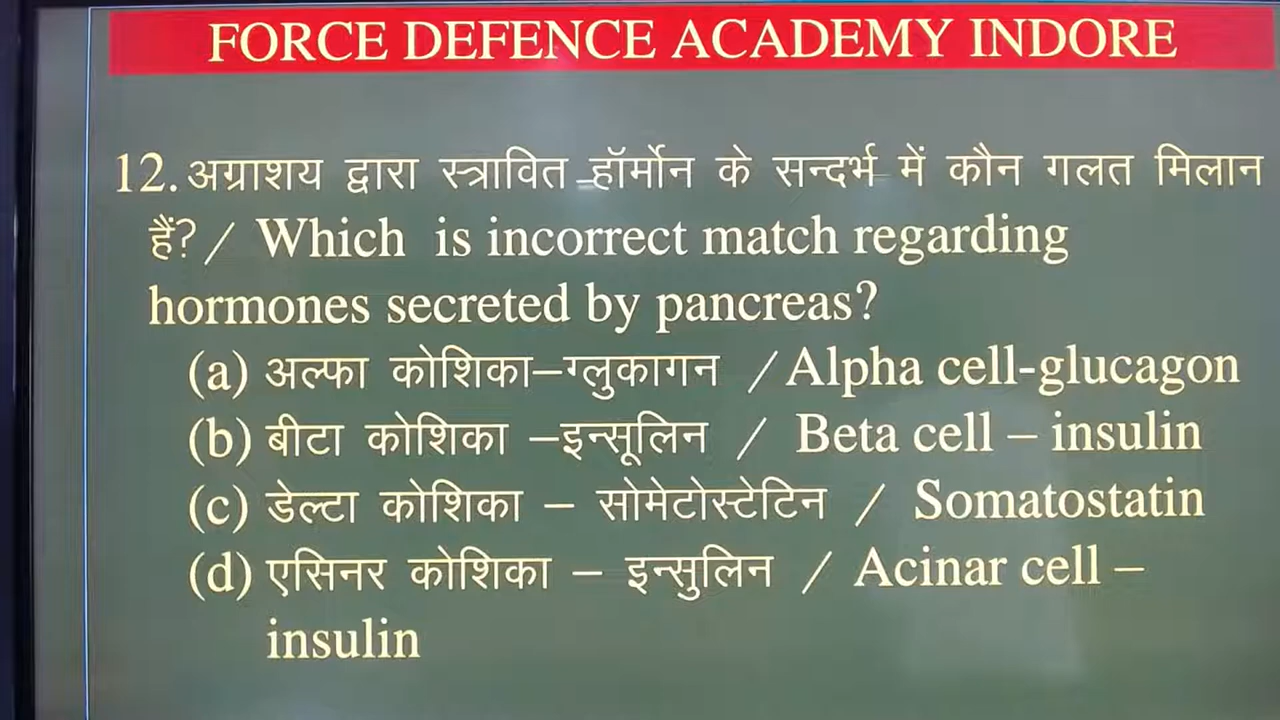 FORCE DEFENCE ACADEMY INDORE
12. अग्राशय द्वारा स्त्रावित हॉर्मोन के सन्दर्भ में कौन गलत मिलान
हैं? / Which is incorrect match regarding
hormones secreted by pancreas?
(a) अल्फा कोशिका–ग्लुकागन / Alpha cell-glucagon
(b) बीटा कोशिका –इन्सूलिन / Beta cell – insulin
(c) डेल्टा कोशिका – सोमेटोस्टेटिन / Somatostatin
(d) एसिनर कोशिका – इन्सुलिन / Acinar cell –
insulin